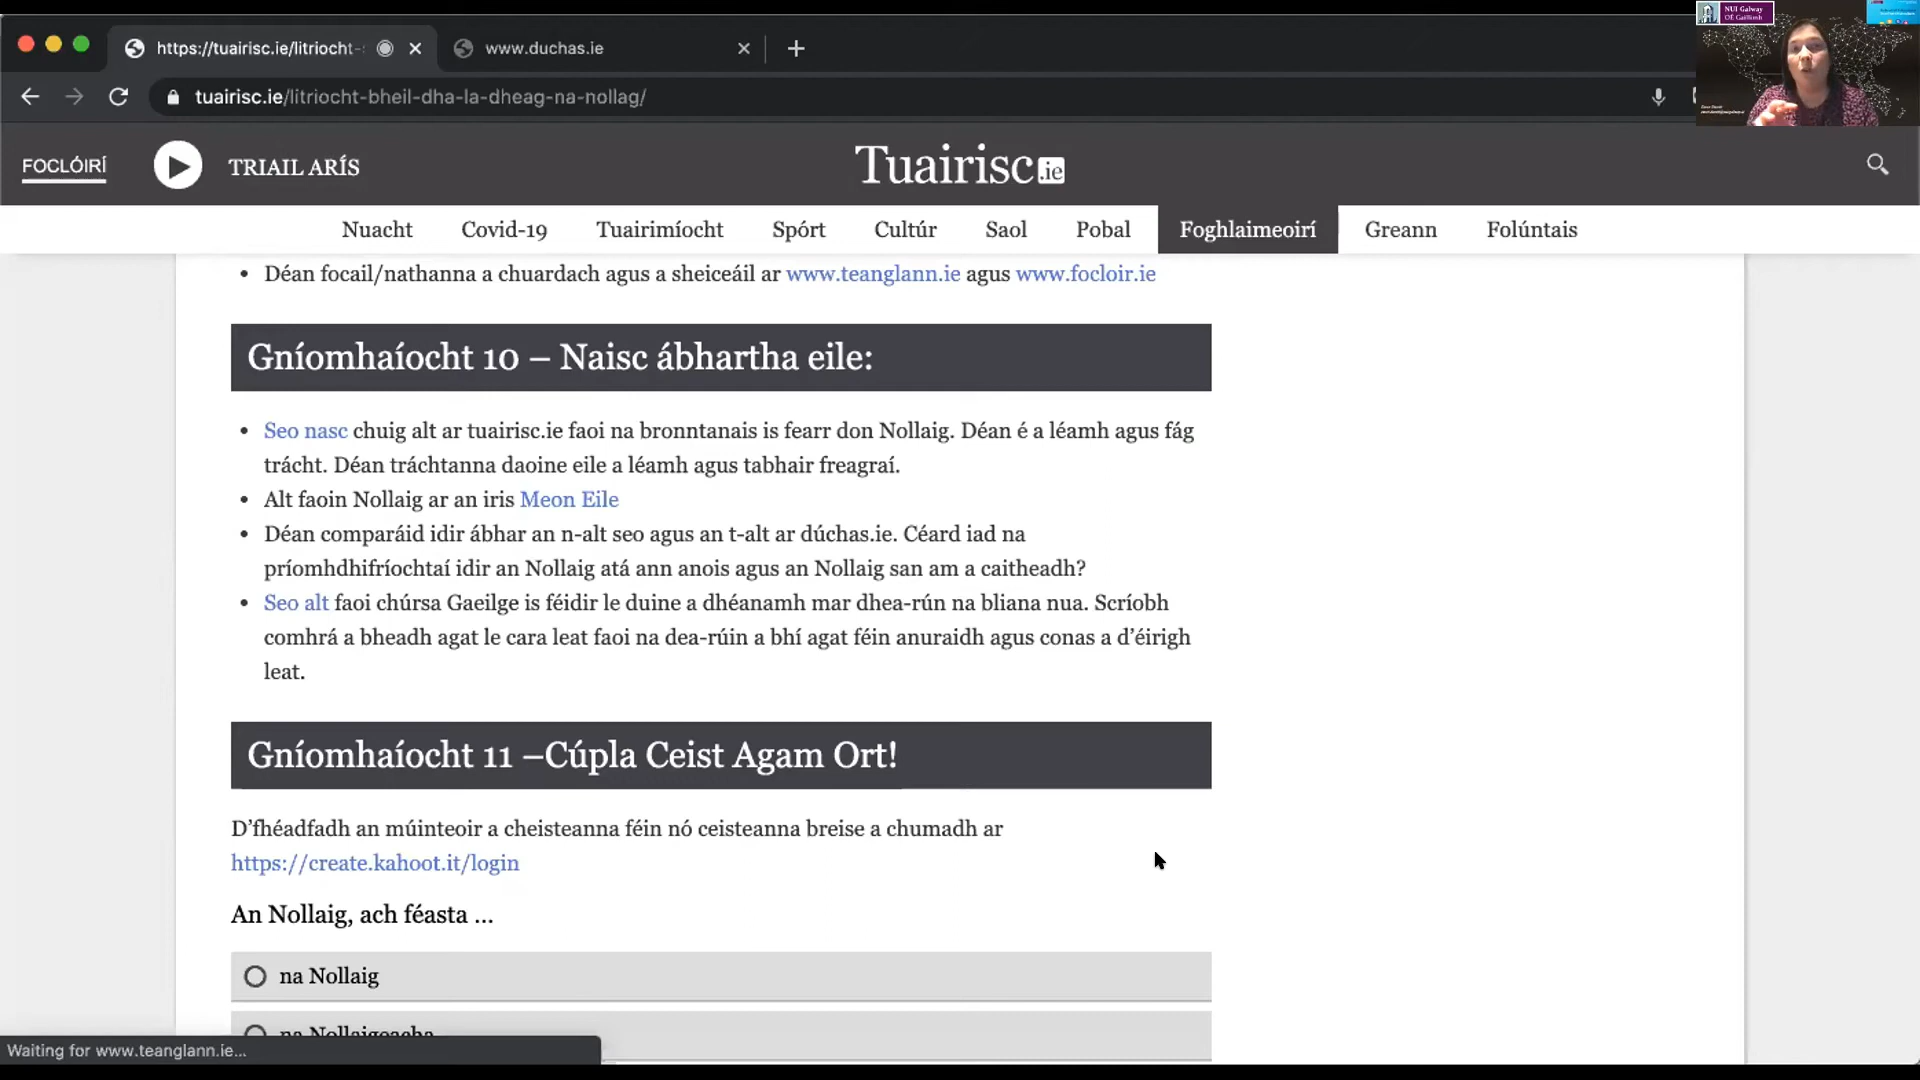 NUI Galway
OÉ Gaillimh
https://tuairisc.ie/litriocht-
www.duchas.ie
tuairisc.ie/litriocht-bheil-dha-la-dheag-na-nollag/
FOCLÓIRÍ
TRIAIL ARÍS
Tuairisc.ie
Nuacht
Covid-19
Tuairimíocht
Spórt
Cultúr
Saol
Pobal
Foghlaimeoirí
Greann
Folúntais
• Déan focail/nathanna a chuardach agus a sheiceáil ar www.teanglann.ie agus www.focloir.ie
Gníomhaíocht 10 – Naisc ábhartha eile:
• Seo nasc chuig alt ar tuairisc.ie faoi na bronntanais is fearr don Nollaig. Déan é a léamh agus fág
trácht. Déan tráchtanna daoine eile a léamh agus tabhair freagraí.
• Alt faoin Nollaig ar an iris Meon Eile
• Déan comparáid idir ábhar an n-alt seo agus an t-alt ar dúchas.ie. Céard iad na
príomhdhifríochtaí idir an Nollaig atá ann anois agus an Nollaig san am a caitheadh?
• Seo alt faoi chúrsa Gaeilge is féidir le duine a dhéanamh mar dhea-rún na bliana nua. Scríobh
comhrá a bheadh agat le cara leat faoi na dea-rúin a bhí agat féin anuraidh agus conas a d’éirigh
leat.
Gníomhaíocht 11 –Cúpla Ceist Agam Ort!
D’fhéadfadh an múinteoir a cheisteanna féin nó ceisteanna breise a chumadh ar
https://create.kahoot.it/login
An Nollaig, ach féasta ...
na Nollaig
na Nollaigeacha
Waiting for www.teanglann.ie...